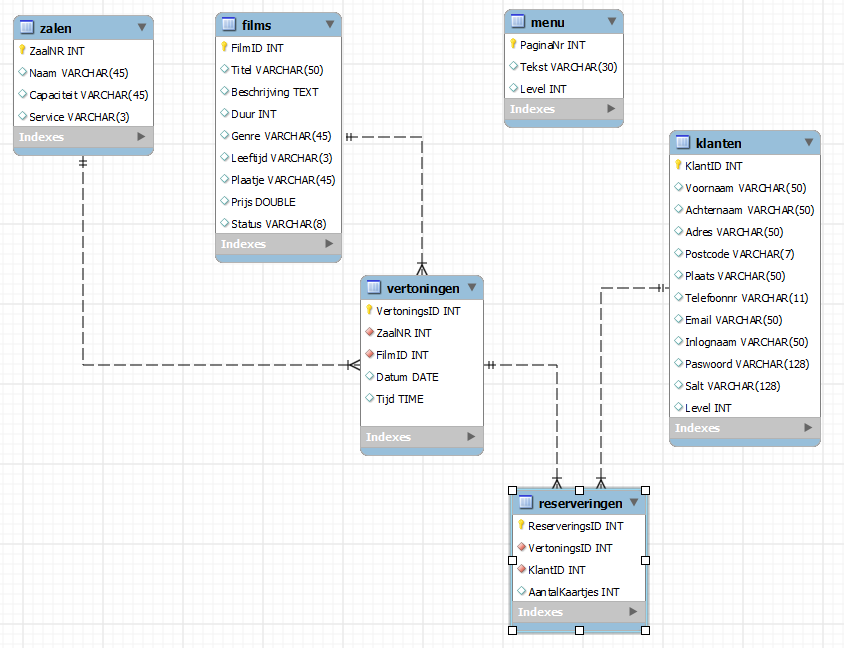 zalen
ZaalNR INT
Naam VARCHAR(45)
Capaciteit VARCHAR(45)
Service VARCHAR(3)
Indexes
films
FilmID INT
Titel VARCHAR(50)
Beschrijving TEXT
Duur INT
Genre VARCHAR(45)
Leeftijd VARCHAR(3)
Plaatje VARCHAR(45)
Prijs DOUBLE
Status VARCHAR(8)
Indexes
menu
PaginaNr INT
Tekst VARCHAR(30)
Level INT
Indexes
klanten
KlantID INT
Voornaam VARCHAR(50)
Achternaam VARCHAR(50)
Adres VARCHAR(50)
Postcode VARCHAR(7)
Plaats VARCHAR(50)
Telefoonnr VARCHAR(11)
Email VARCHAR(50)
Inlognaam VARCHAR(50)
Paswoord VARCHAR(128)
Salt VARCHAR(128)
Level INT
Indexes
vertoningen
VertoningsID INT
ZaalNR INT
FilmID INT
Datum DATE
Tijd TIME
Indexes
reserveringen
ReserveringsID INT
VertoningsID INT
KlantID INT
AantalKaartjes INT
Indexes